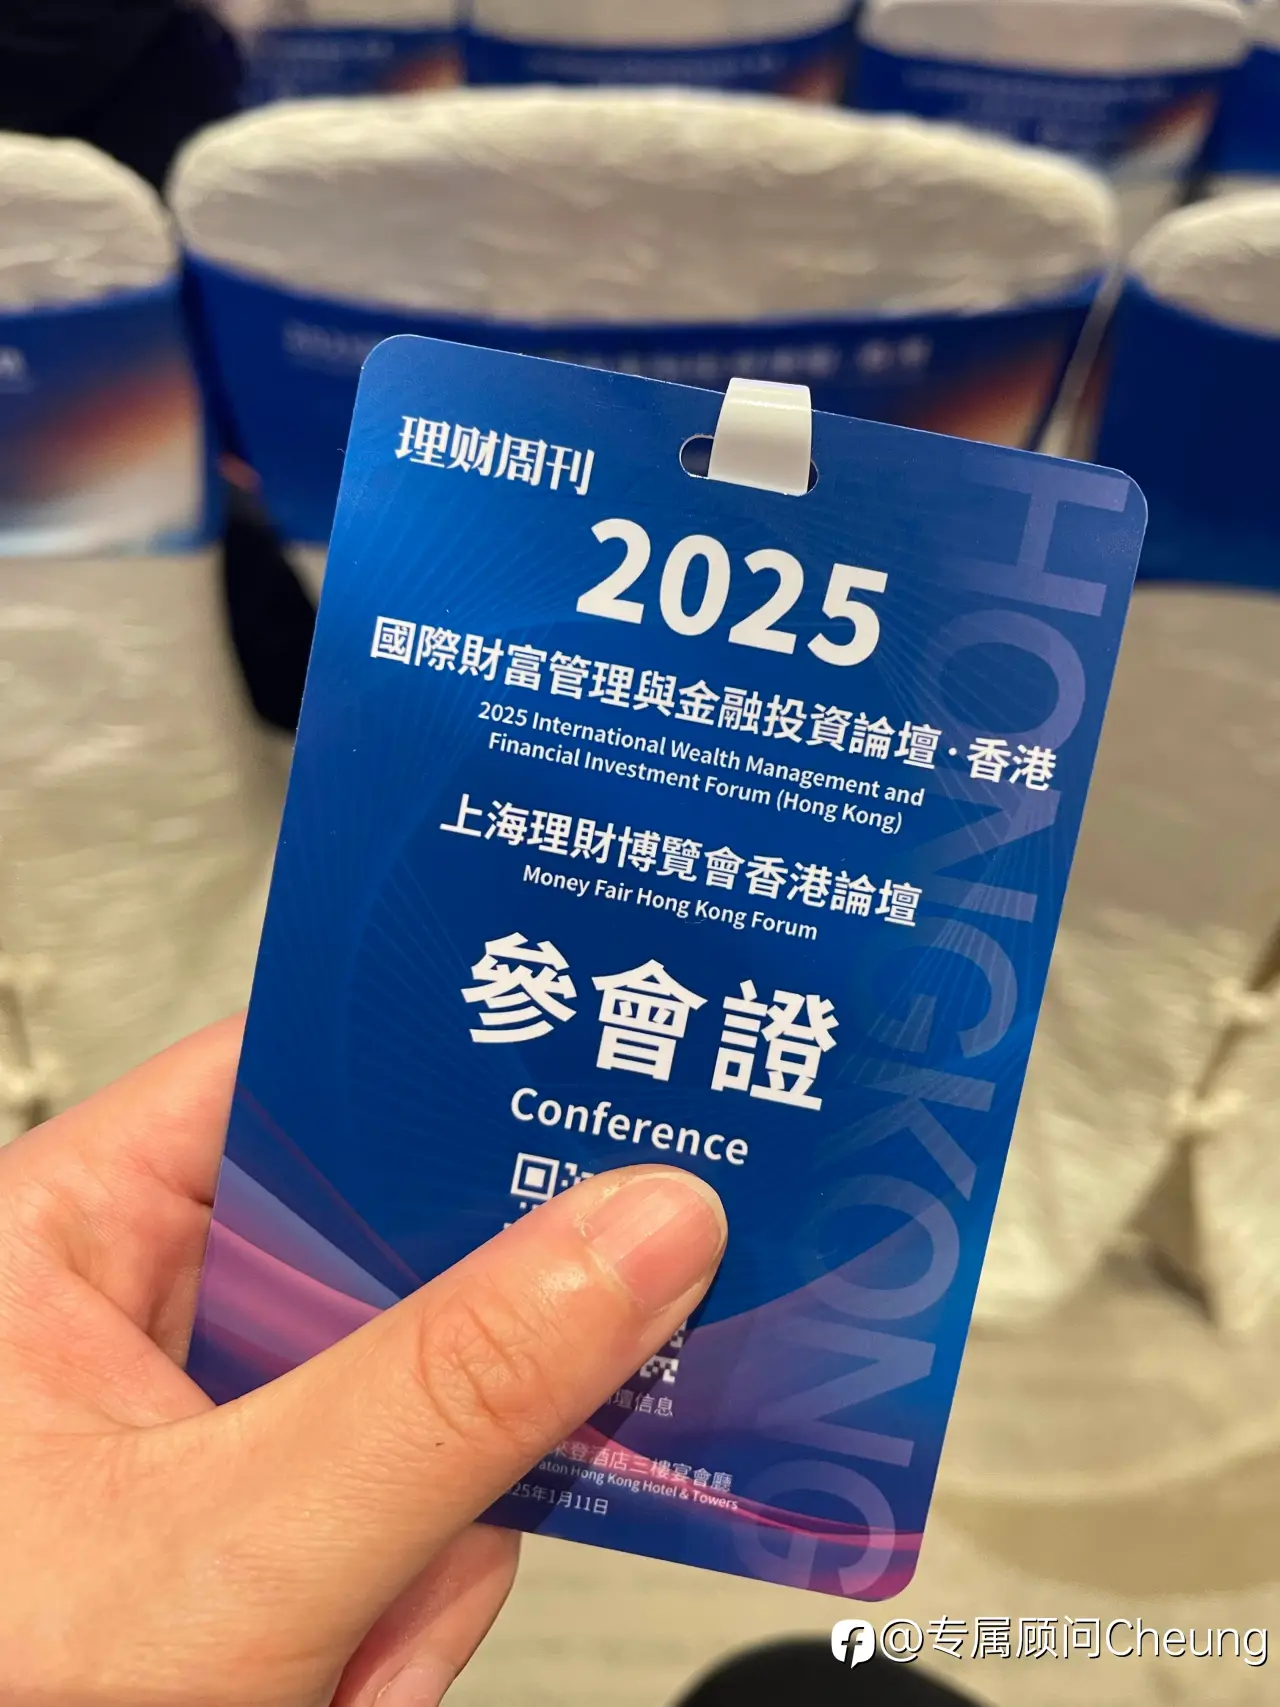 理财周刊
2025
國際財富管理與金融投資論壇·香港
2025 International Wealth Management and
Financial Investment Forum (Hong Kong)
上海理財博覽會香港論壇
Money Fair Hong Kong Forum
參會證
Conference
壇信息
來登酒店三樓宴會廳
aton Hong Kong Hotel & Towers
25年1月11日
HONG KONG
@专属顾问Cheung